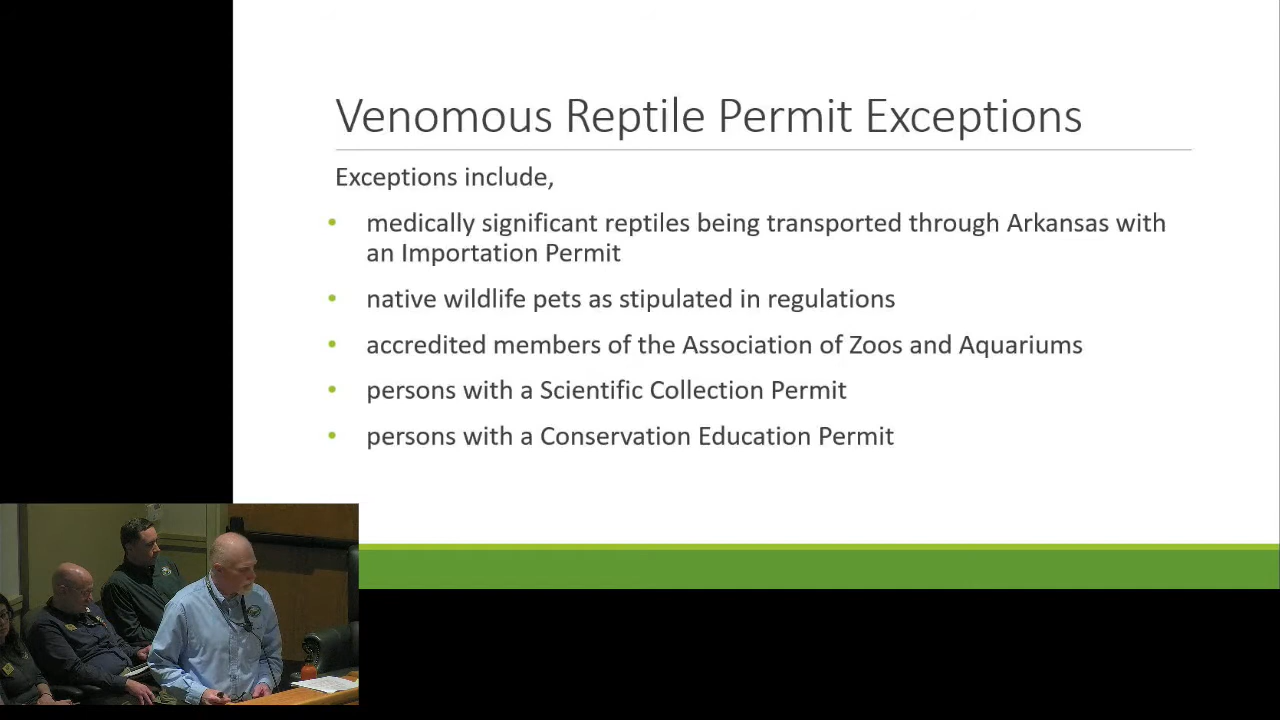 Venomous Reptile Permit Exceptions
Exceptions include,
• medically significant reptiles being transported through Arkansas with
an Importation Permit
• native wildlife pets as stipulated in regulations
• accredited members of the Association of Zoos and Aquariums
• persons with a Scientific Collection Permit
• persons with a Conservation Education Permit